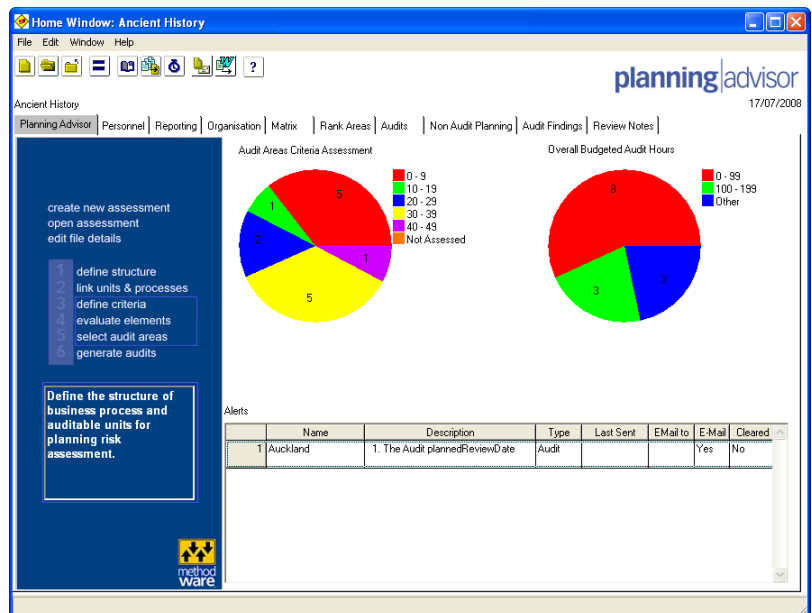 Home Window: Ancient History
File Edit Window Help
?
planning advisor
Ancient History
17/07/2008
Planning Advisor Personnel Reporting Organisation Matrix Rank Areas Audits Non Audit Planning Audit Findings Review Notes
create new assessment
open assessment
edit file details
1 define structure
2 link units & processes
3 define criteria
4 evaluate elements
5 select audit areas
6 generate audits
Define the structure of
business process and
auditable units for
planning risk
assessment.
method
ware
Audit Areas Criteria Assessment
5
1
2
5
1
0 - 9
10 - 19
20 - 29
30 - 39
40 - 49
Not Assessed
Overall Budgeted Audit Hours
8
3
3
0 - 99
100 - 199
Other
Alerts
Name Description Type Last Sent EMail to E-Mail Cleared
1 Auckland 1. The Audit plannedReviewDate Audit Yes No